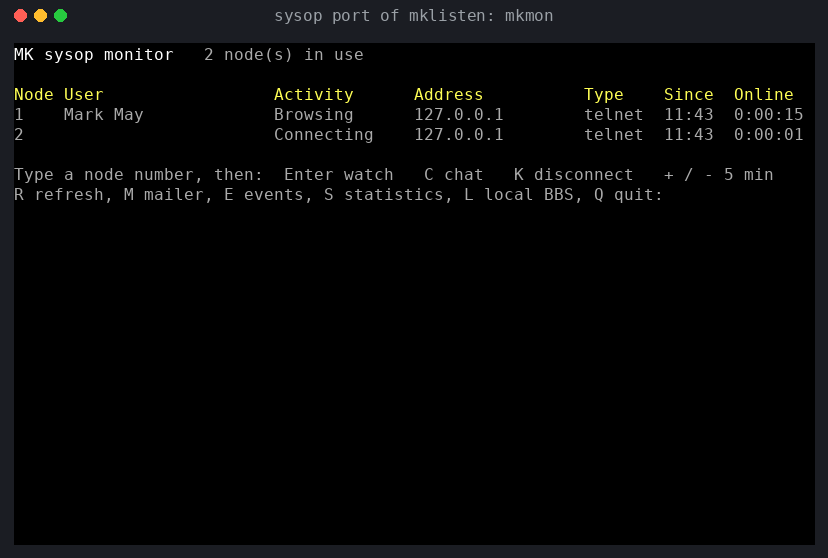 sysop port of mklisten: mkmon
MK sysop monitor   2 node(s) in use
Node User                 Activity      Address          Type    Since  Online
1    Mark May             Browsing      127.0.0.1        telnet  11:43  0:00:15
2                         Connecting    127.0.0.1        telnet  11:43  0:00:01
Type a node number, then:  Enter watch   C chat   K disconnect   + / - 5 min
R refresh, M mailer, E events, S statistics, L local BBS, Q quit: